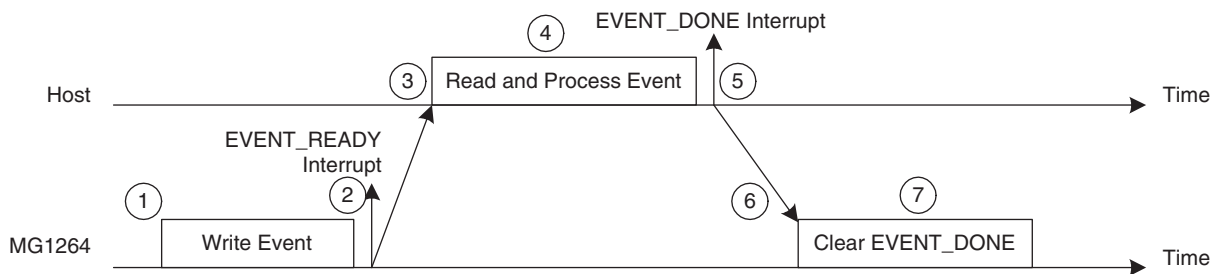 EVENT_DONE Interrupt
4
3
Read and Process Event
5
Host
Time
EVENT_READY
Interrupt
1
2
6
7
MG1264
Write Event
Clear EVENT_DONE
Time